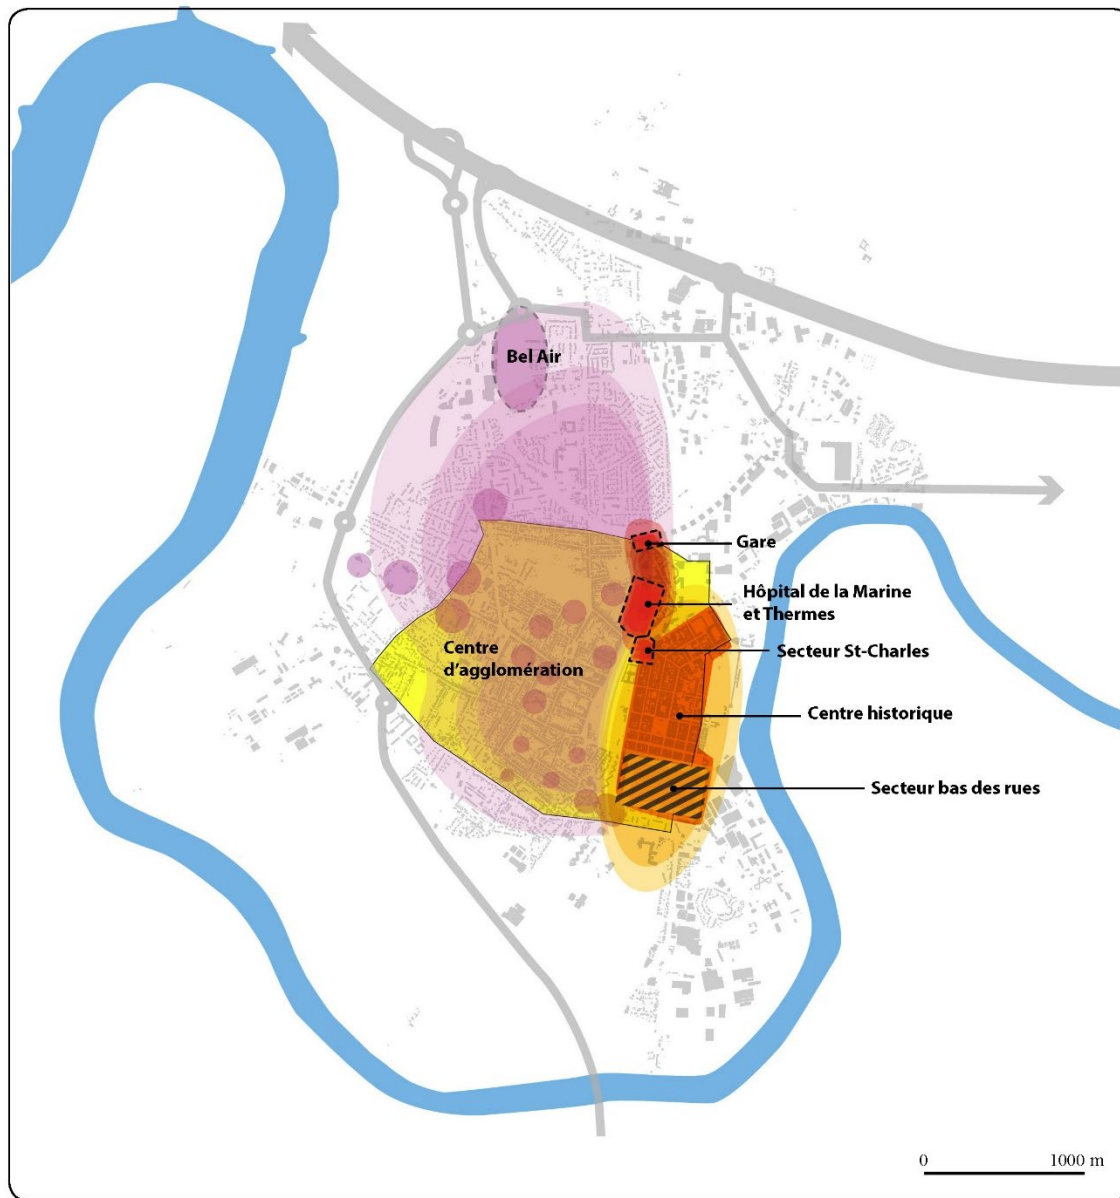 Bel Air
Gare
Hôpital de la Marine
et Thermes
Centre
d'agglomération
Secteur St-Charles
Centre historique
Secteur bas des rues
0 1000 m